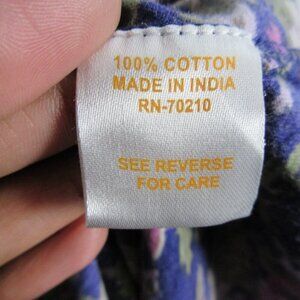 100% COTTON
MADE IN INDIA
RN-70210
SEE REVERSE
FOR CARE